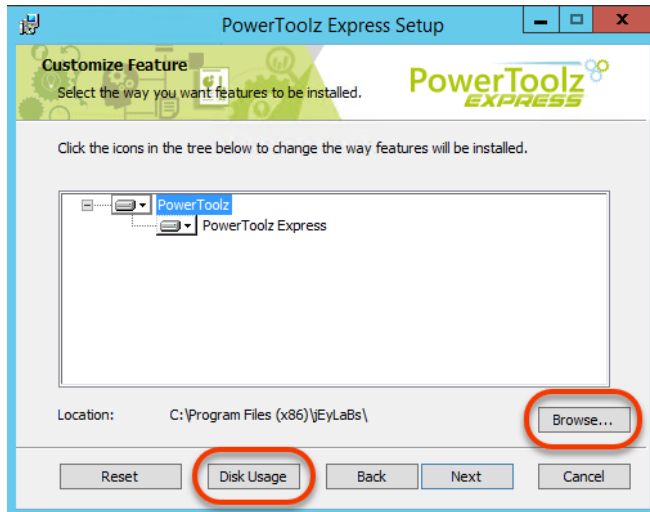 PowerToolz Express Setup
Customize Feature
Select the way you want features to be installed.
PowerToolz
EXPRESS
Click the icons in the tree below to change the way features will be installed.
PowerToolz
PowerToolz Express
Location: C:\Program Files (x86)\jEyLaBs\
Browse...
Reset Disk Usage Back Next Cancel